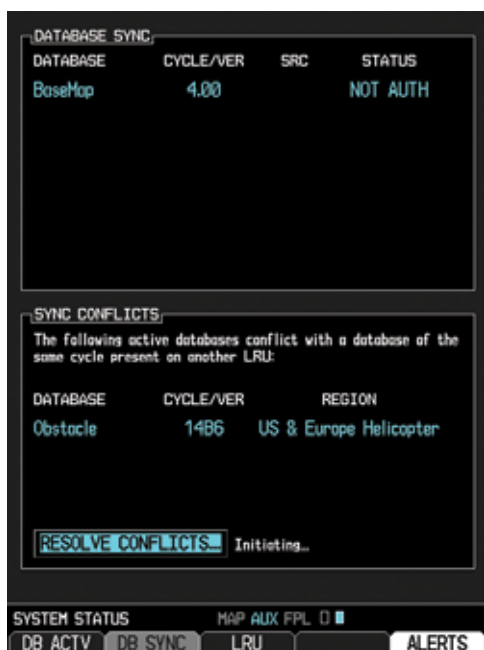 DATABASE SYNC
DATABASE CYCLE/VER SRC STATUS
BaseMap 4.00 NOT AUTH
SYNC CONFLICTS
The following active databases conflict with a database of the
same cycle present on another LRU:
DATABASE CYCLE/VER REGION
Obstacle 14B6 US & Europe Helicopter
RESOLVE CONFLICTS… Initiating…
SYSTEM STATUS MAP AUX FPL
DB ACTV DB SYNC LRU ALERTS